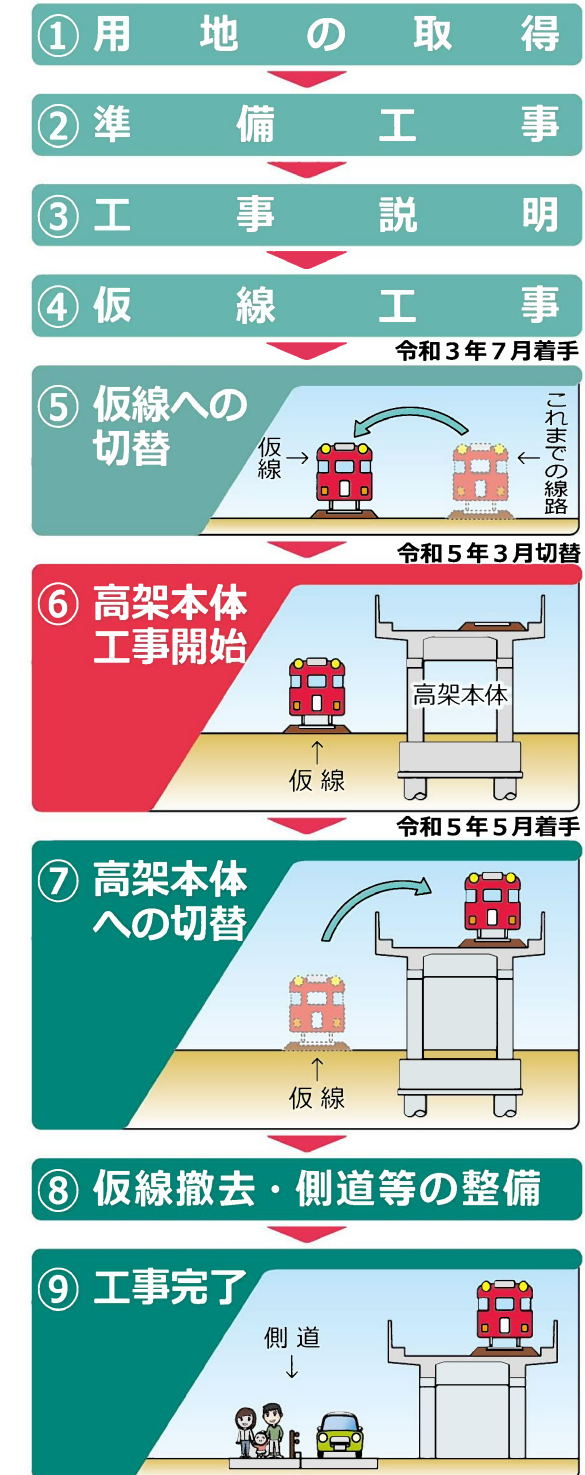 ①用地の取得
②準備工事
③工事説明
④仮線工事
令和3年7月着手
⑤仮線への
切替
仮線→
←これまでの線路
令和5年3月切替
⑥高架本体
工事開始
高架本体
↑
仮線
令和5年5月着手
⑦高架本体
への切替
↑
仮線
⑧仮線撤去・側道等の整備
⑨工事完了
側道
↓